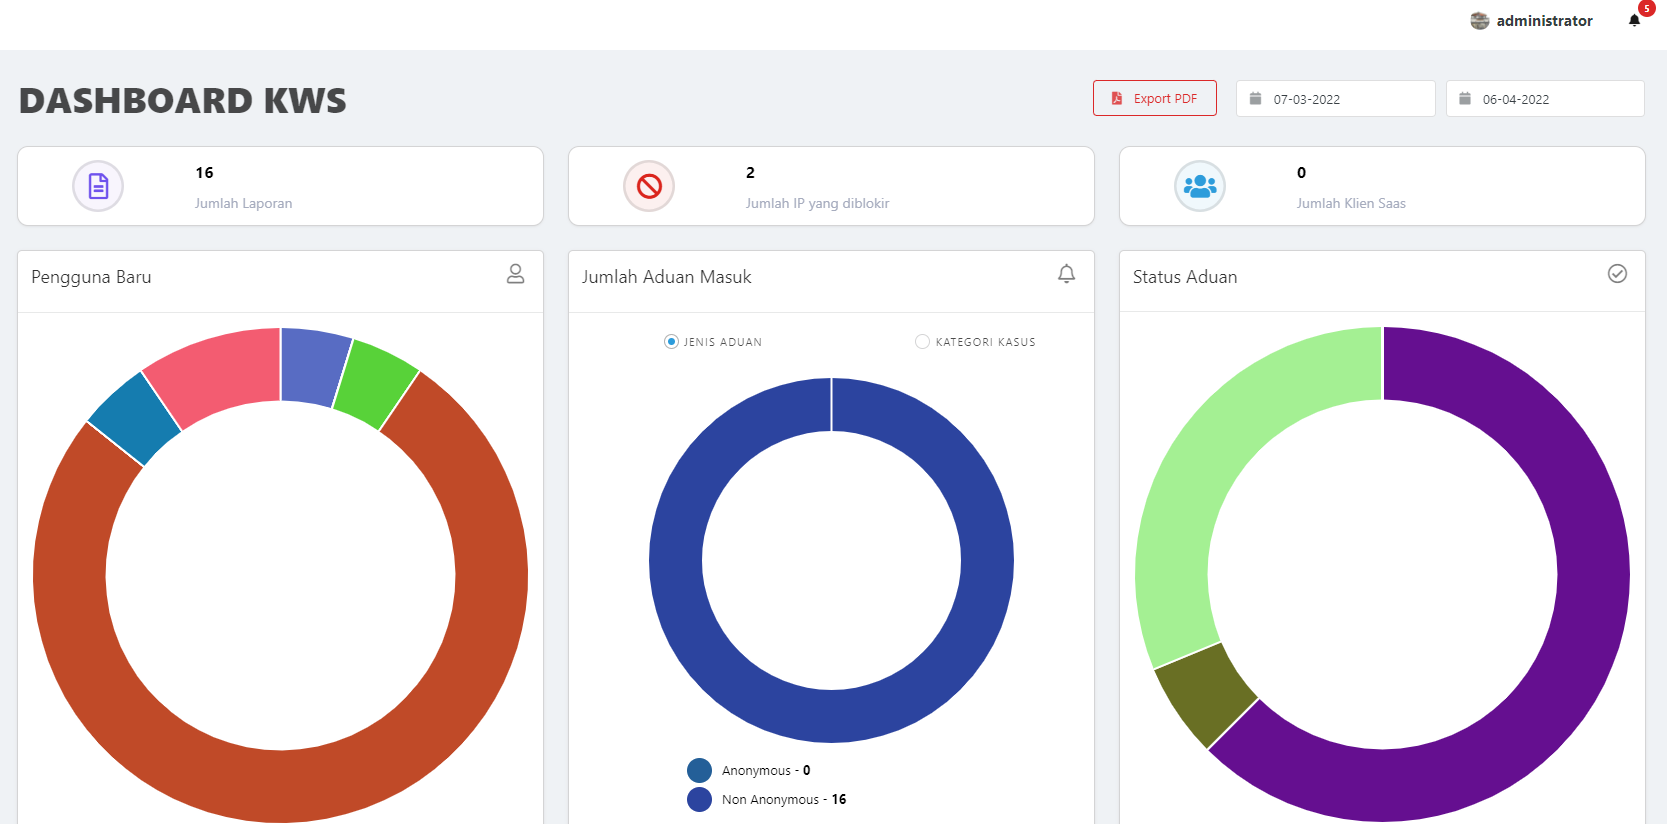 administrator
5
DASHBOARD KWS
Export PDF
07-03-2022
06-04-2022
16
Jumlah Laporan
2
Jumlah IP yang diblokir
0
Jumlah Klien Saas
Pengguna Baru
Jumlah Aduan Masuk
JENIS ADUAN
KATEGORI KASUS
Anonymous - 0
Non Anonymous - 16
Status Aduan